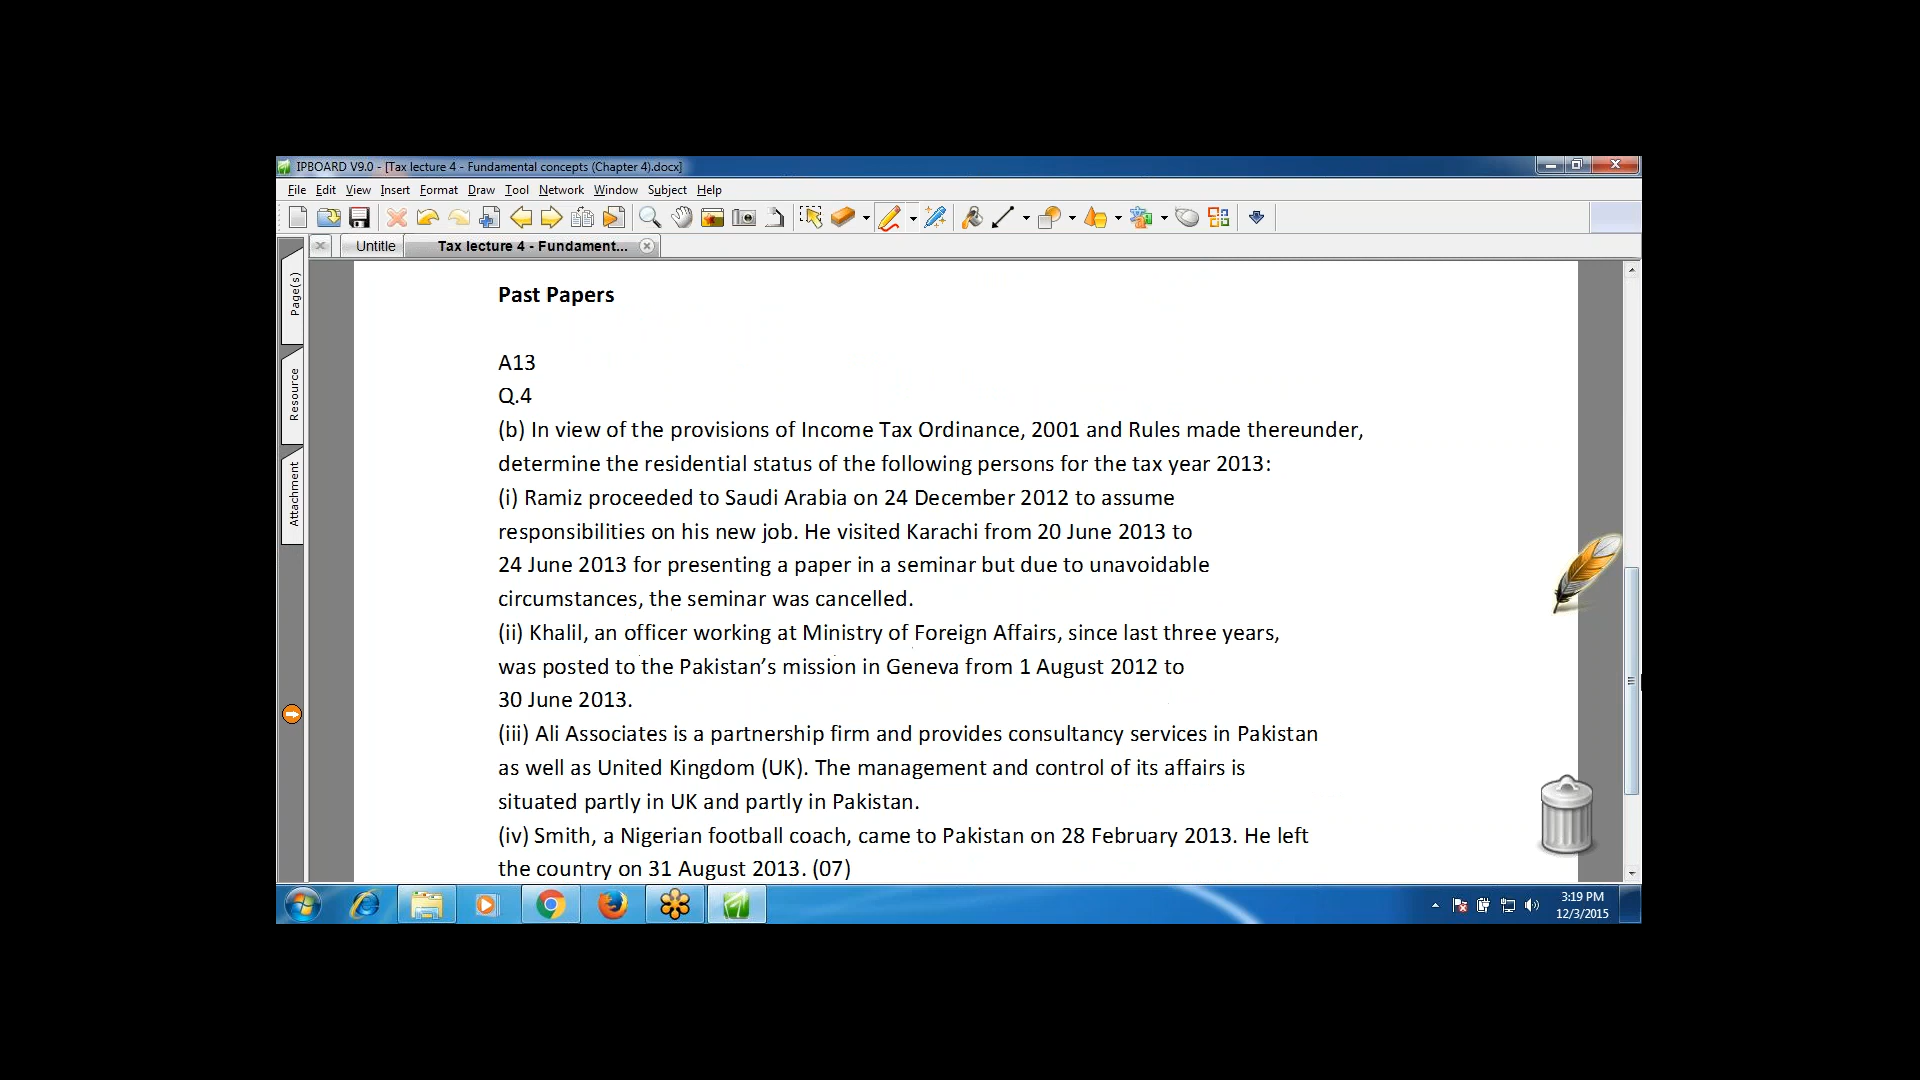 IPBOARD V9.0 - [Tax lecture 4 - Fundamental concepts (Chapter 4).docx]
File Edit View Insert Format Draw Tool Network Window Subject Help
Untitle Tax lecture 4 - Fundament...
Page(s)
Resource
Attachment
Past Papers
A13
Q.4
(b) In view of the provisions of Income Tax Ordinance, 2001 and Rules made thereunder,
determine the residential status of the following persons for the tax year 2013:
(i) Ramiz proceeded to Saudi Arabia on 24 December 2012 to assume
responsibilities on his new job. He visited Karachi from 20 June 2013 to
24 June 2013 for presenting a paper in a seminar but due to unavoidable
circumstances, the seminar was cancelled.
(ii) Khalil, an officer working at Ministry of Foreign Affairs, since last three years,
was posted to the Pakistan’s mission in Geneva from 1 August 2012 to
30 June 2013.
(iii) Ali Associates is a partnership firm and provides consultancy services in Pakistan
as well as United Kingdom (UK). The management and control of its affairs is
situated partly in UK and partly in Pakistan.
(iv) Smith, a Nigerian football coach, came to Pakistan on 28 February 2013. He left
the country on 31 August 2013. (07)
3:19 PM
12/3/2015